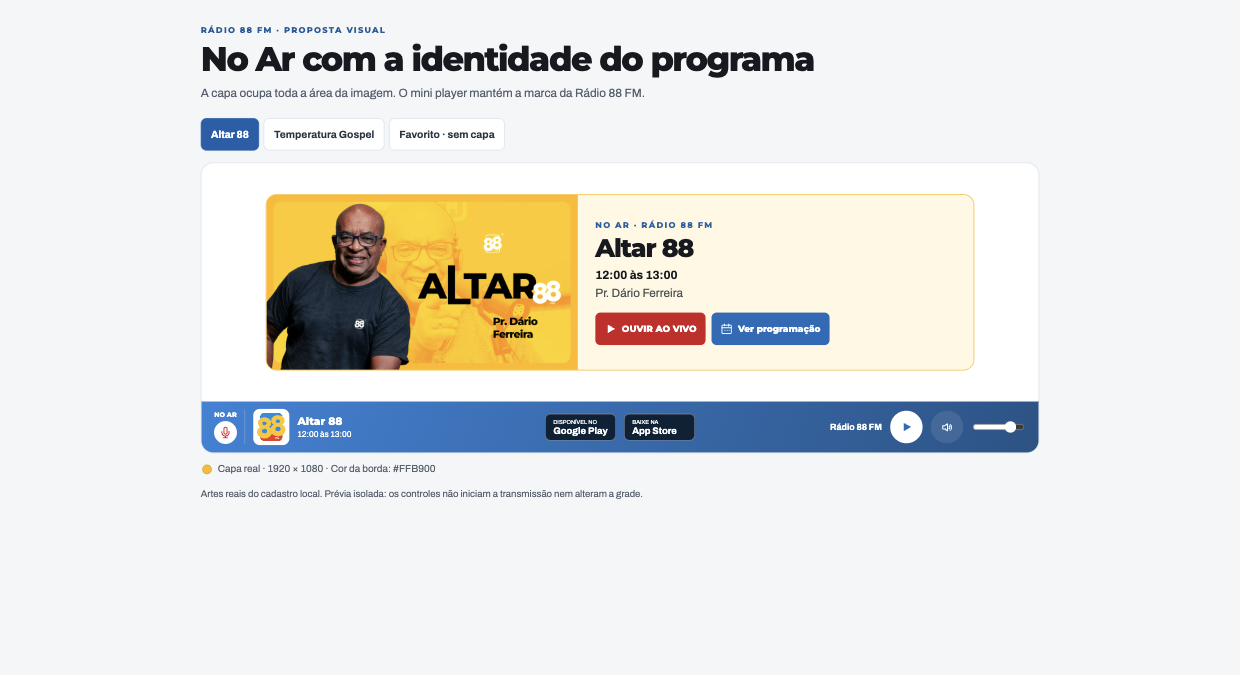 RÁDIO 88 FM · PROPOSTA VISUAL
No Ar com a identidade do programa
A capa ocupa toda a área da imagem. O mini player mantém a marca da Rádio 88 FM.
Altar 88
Temperatura Gospel
Favorito · sem capa
88
ALTAR 88
88
Pr. Dário
Ferreira
NO AR · RÁDIO 88 FM
Altar 88
12:00 às 13:00
Pr. Dário Ferreira
OUVIR AO VIVO
Ver programação
NO AR
88
Altar 88
12:00 às 13:00
DISPONÍVEL NO
Google Play
BAIXE NA
App Store
Rádio 88 FM
Capa real · 1920 × 1080 · Cor da borda: #FFB900
Artes reais do cadastro local. Prévia isolada: os controles não iniciam a transmissão nem alteram a grade.